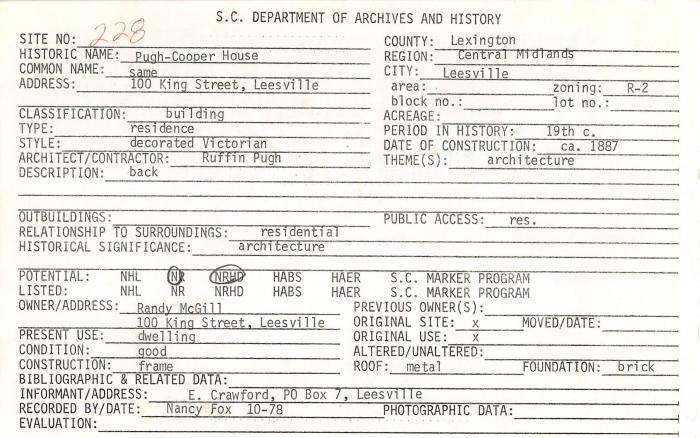 S.C. DEPARTMENT OF ARCHIVES AND HISTORY
SITE NO: 228
HISTORIC NAME: Pugh-Cooper House
COMMON NAME: same
ADDRESS: 100 King Street, Leesville
COUNTY: Lexington
REGION: Central Midlands
CITY: Leesville
area: zoning: R-2
block no.: lot no.:
CLASSIFICATION: building
TYPE: residence
STYLE: decorated Victorian
ARCHITECT/CONTRACTOR: Ruffin Pugh
DESCRIPTION: back
ACREAGE:
PERIOD IN HISTORY: 19th c.
DATE OF CONSTRUCTION: ca. 1887
THEME(S): architecture
OUTBUILDINGS: PUBLIC ACCESS: res.
RELATIONSHIP TO SURROUNDINGS: residential
HISTORICAL SIGNIFICANCE: architecture
POTENTIAL: NHL NR NRHD HABS HAER S.C. MARKER PROGRAM
LISTED: NHL NR NRHD HABS HAER S.C. MARKER PROGRAM
OWNER/ADDRESS: Randy McGill
100 King Street, Leesville
PRESENT USE: dwelling
CONDITION: good
CONSTRUCTION: frame
PREVIOUS OWNER(S):
ORIGINAL SITE: x MOVED/DATE:
ORIGINAL USE: x
ALTERED/UNALTERED:
ROOF: metal FOUNDATION: brick
BIBLIOGRAPHIC & RELATED DATA:
INFORMANT/ADDRESS: E. Crawford, PO Box 7, Leesville
RECORDED BY/DATE: Nancy Fox 10-78 PHOTOGRAPHIC DATA:
EVALUATION: